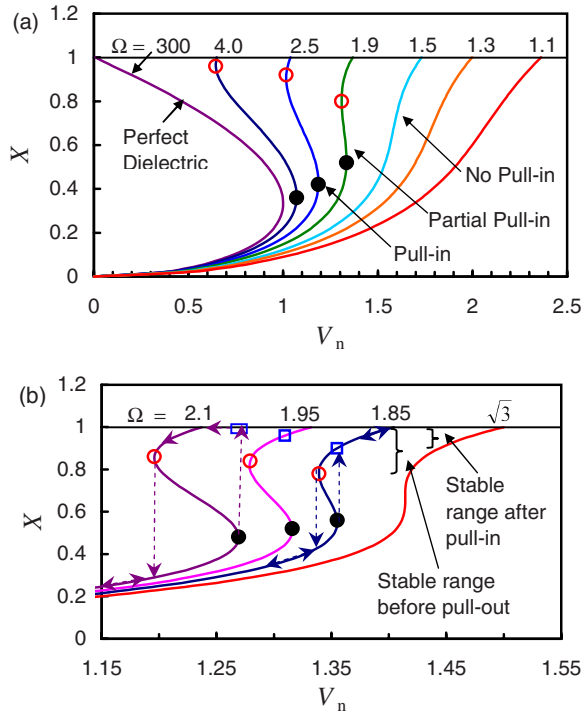 (a)
1.2
1
0.8
0.6
0.4
0.2
0
X
Ω = 300 4.0 2.5 1.9 1.5 1.3 1.1
Perfect
Dielectric
No Pull-in
Partial Pull-in
Pull-in
0 0.5 1 1.5 2 2.5
Vn
(b)
1.2
1
0.8
0.6
0.4
0.2
0
X
Ω = 2.1 1.95 1.85 √3
Stable
range after
pull-in
Stable range
before pull-out
1.15 1.25 1.35 1.45 1.55
Vn